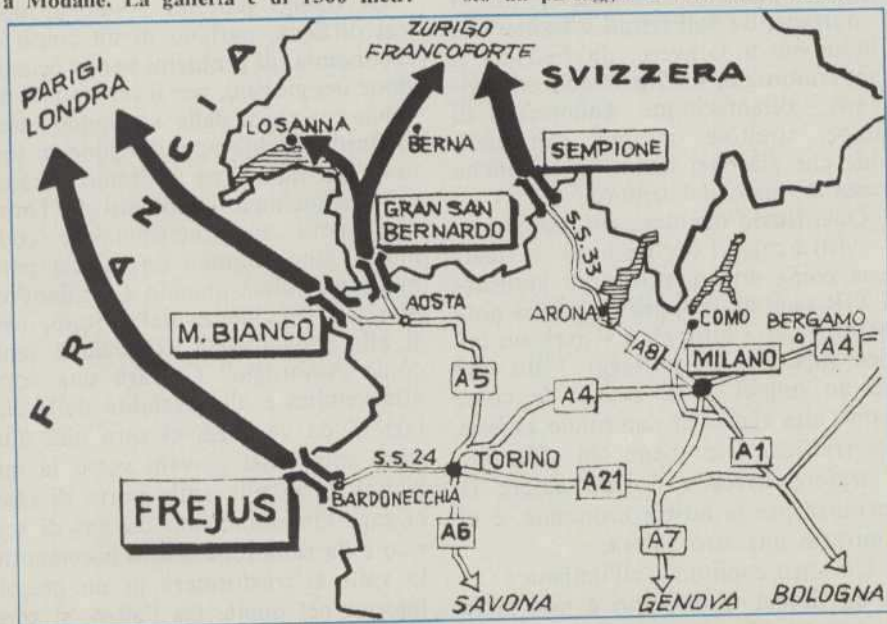 a Modane. La galleria è di
ZURIGO
FRANCOFORTE
PARIGI
LONDRA
SVIZZERA
FRANCIA
LOSANNA
BERNA
SEMPIONE
GRAN SAN
BERNARDO
S.S. 33
AOSTA
ARONA
COMO
BERGAMO
M. BIANCO
A8
MILANO
A4
A5
A4
A1
S.S. 24
TORINO
A21
BARDONECCHIA
FREJUS
A6
A7
SAVONA
GENOVA
BOLOGNA